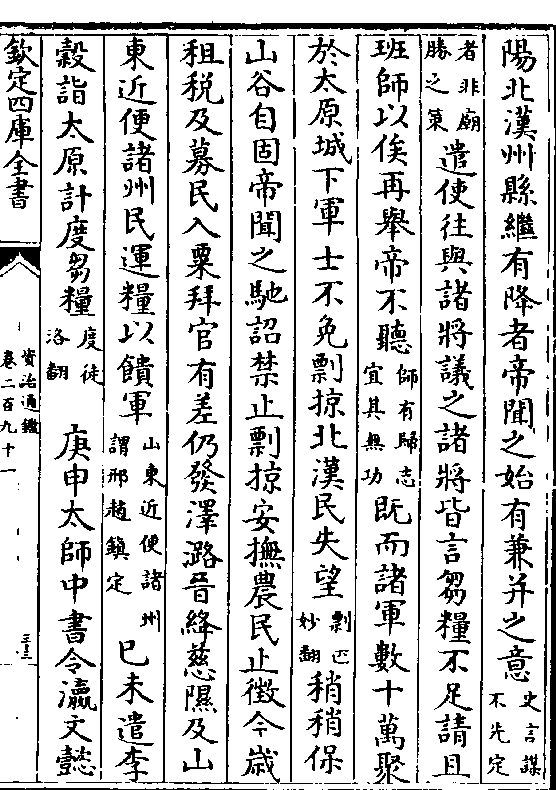 陽北漢州縣繼有降者帝聞之始有兼并之意史言謀不先定
者非廟勝之策遣使往與諸將議之諸將皆言芻糧不足請且
班師以俟再舉帝不聽師有歸志宜其無功既而諸軍數十萬聚
於太原城下軍士不免剽掠北漢民失望剽匹妙翻稍稍保
山谷自固帝聞之馳詔禁止剽掠安撫農民止徵今歲
租税及募民入粟拜官有差仍發澤潞晉絳慈隰及山
東近便諸州民運糧以饋軍山東近便諸州謂邢趙鎮定已未遣李
穀詣太原計度芻糧度徒洛翻 庚申太師中書令瀛文懿
欽定四庫全書
資治通鑑
卷二百九十一
三十三